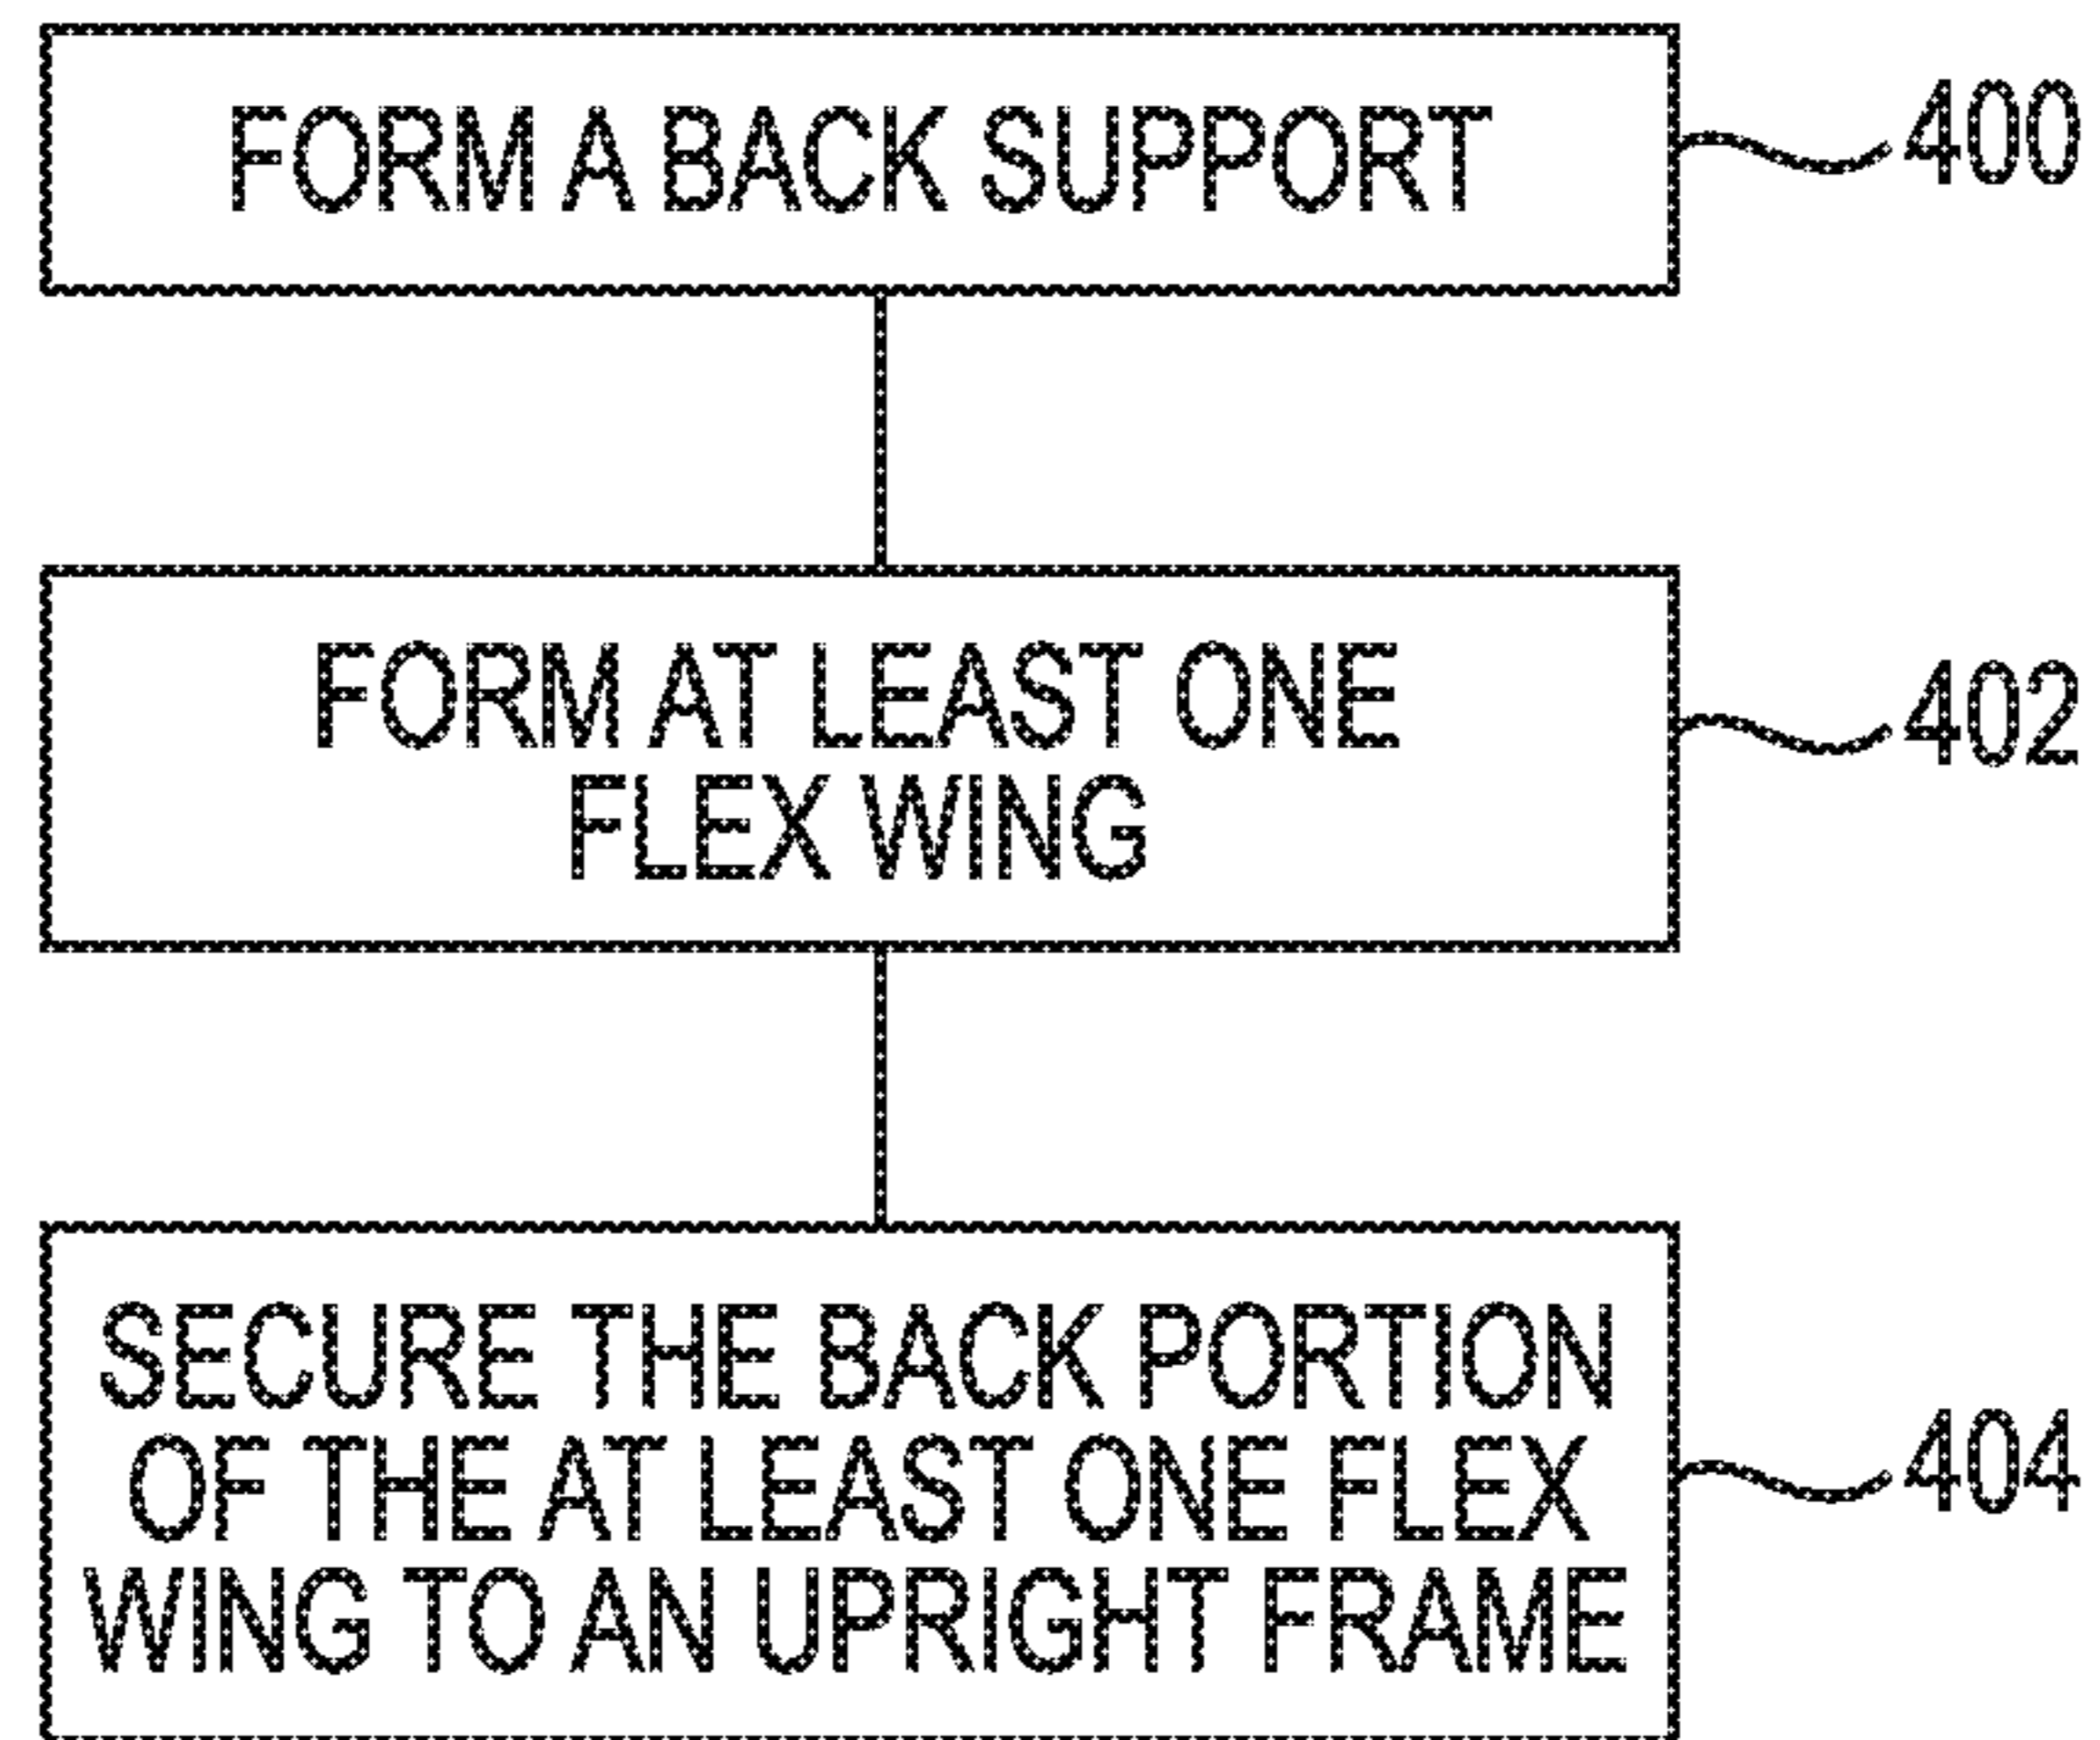 FORM A BACK SUPPORT
400
FORM AT LEAST ONE
FLEX WING
402
SECURE THE BACK PORTION
OF THE AT LEAST ONE FLEX
WING TO AN UPRIGHT FRAME
404